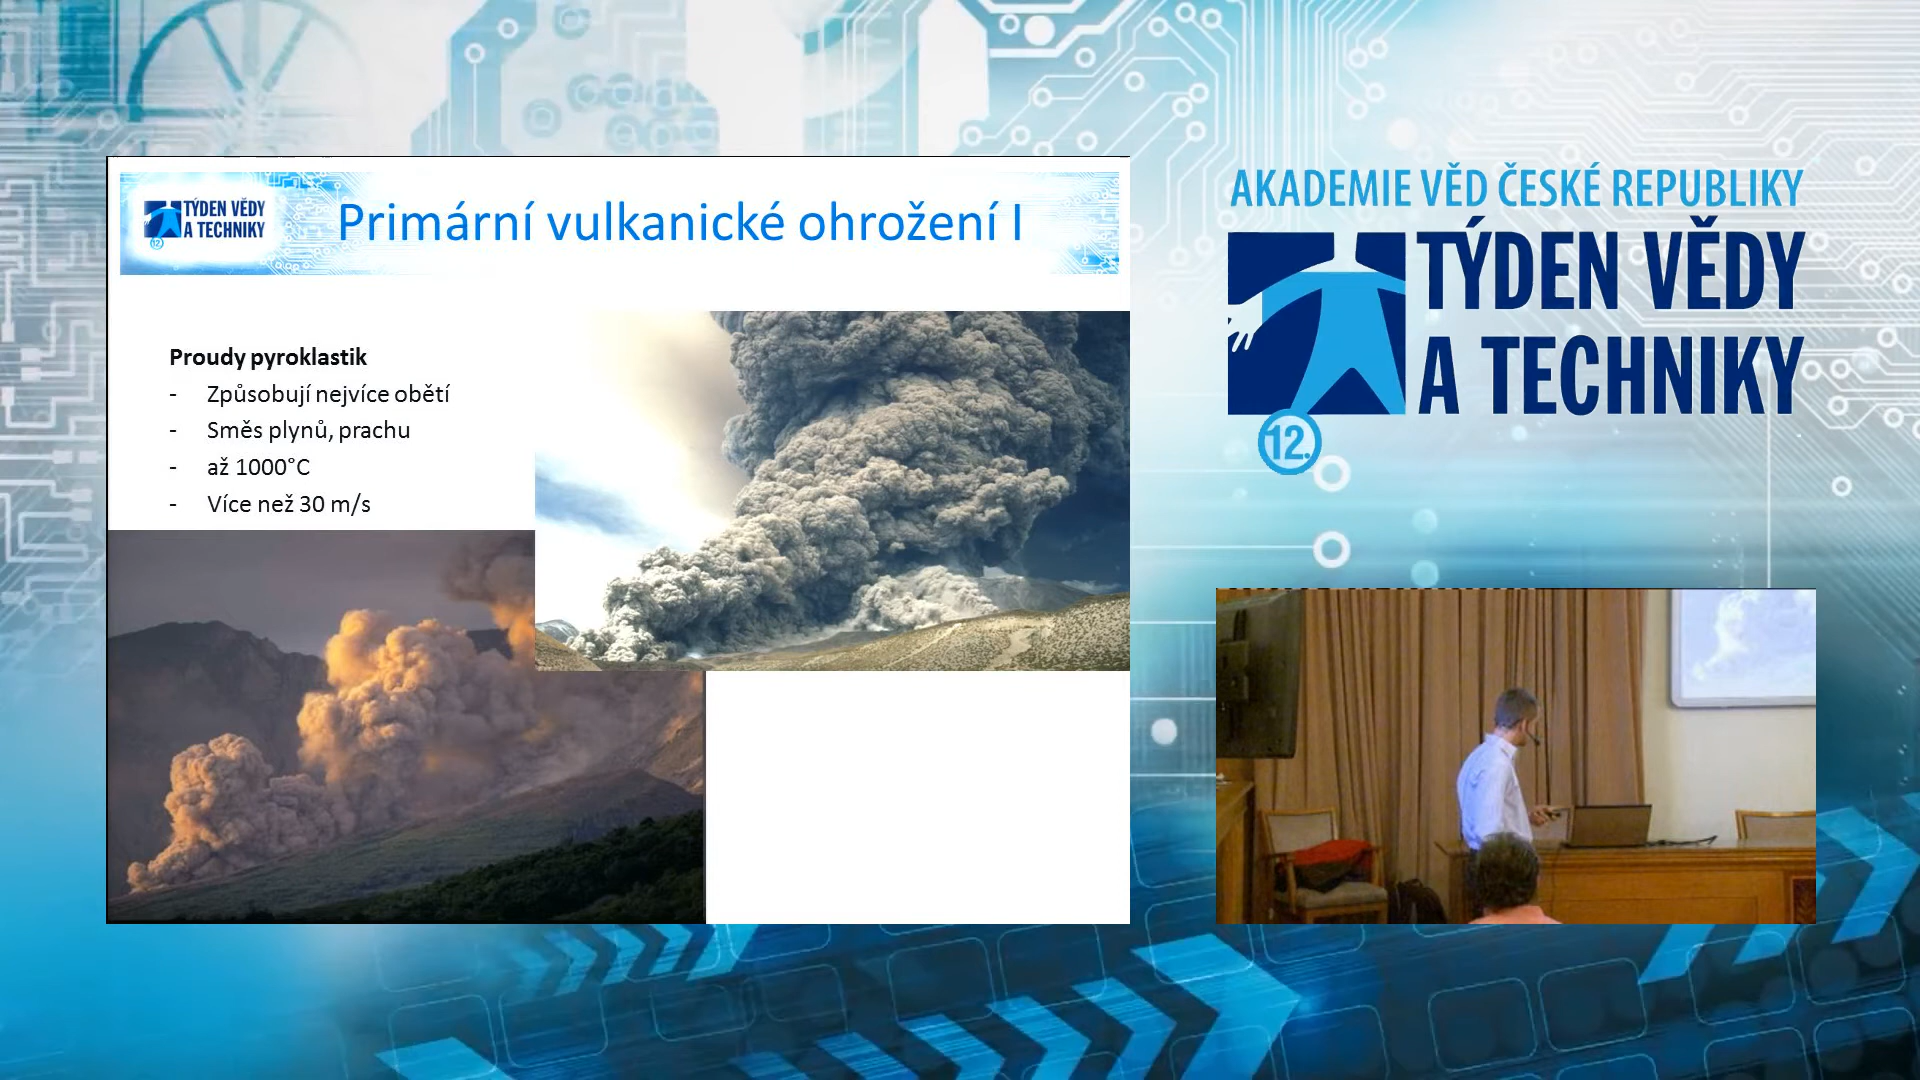 TÝDEN VĚDY
A TECHNIKY
12.
Primární vulkanické ohrožení I
Proudy pyroklastik
- Způsobují nejvíce obětí
- Směs plynů, prachu
- až 1000°C
- Více než 30 m/s
AKADEMIE VĚD ČESKÉ REPUBLIKY
TÝDEN VĚDY
A TECHNIKY
12.